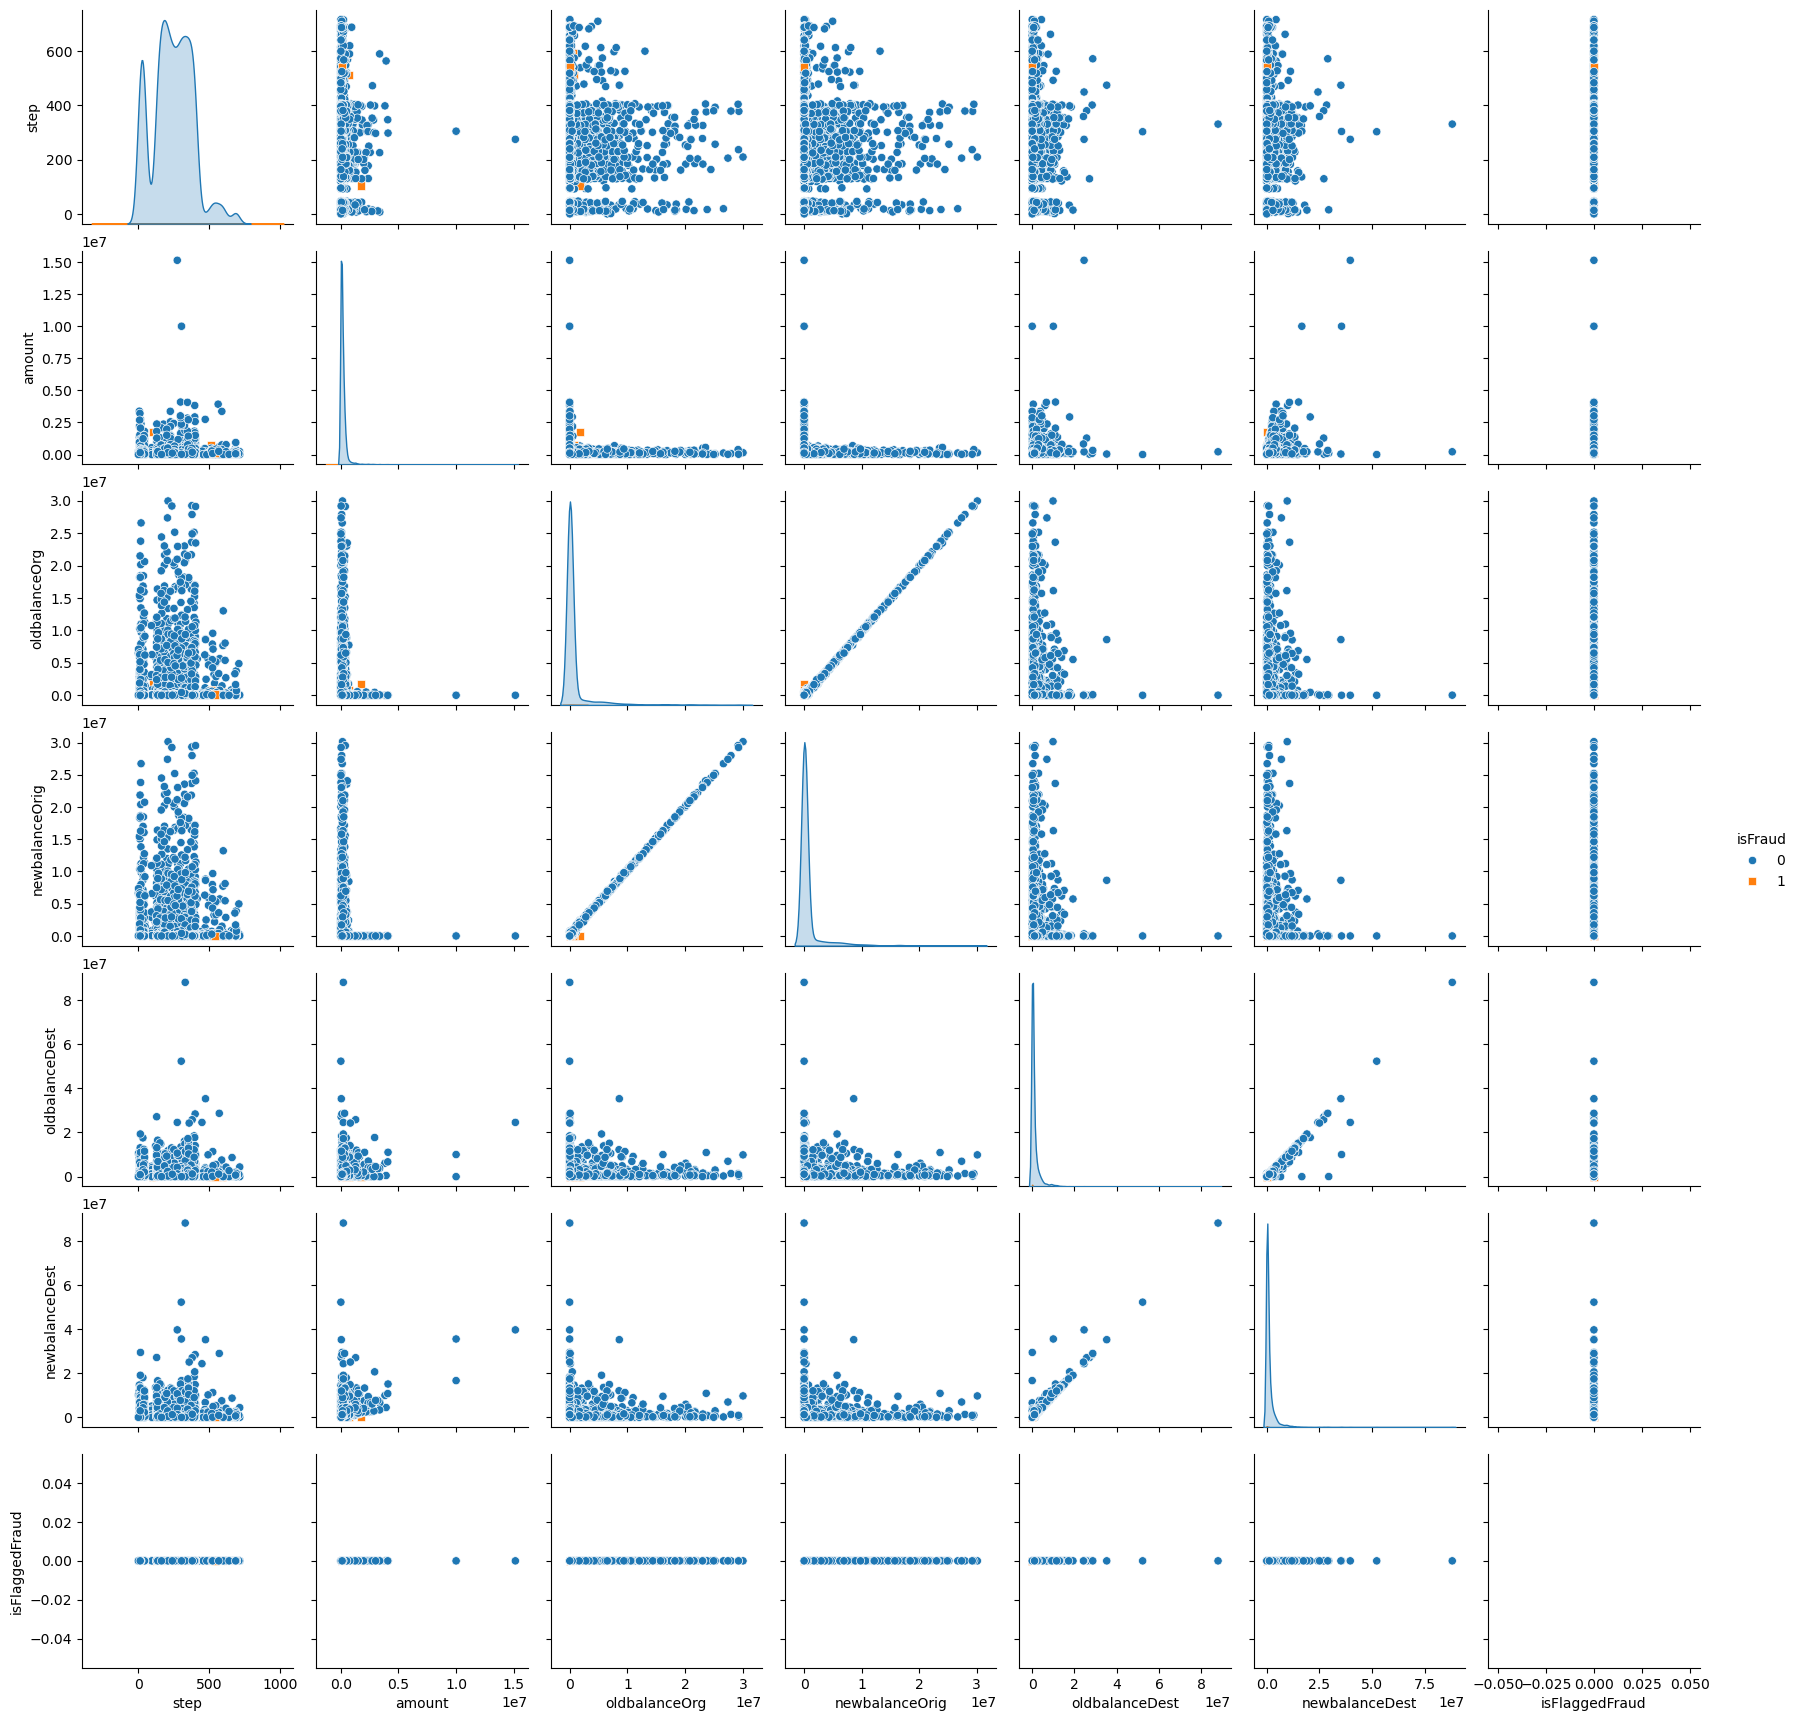 600
400
200
0
step
1e7
1.50
1.25
1.00
0.75
0.50
0.25
0.00
amount
1e7
3.0
2.5
2.0
1.5
1.0
0.5
0.0
oldbalanceOrg
1e7
3.0
2.5
2.0
1.5
1.0
0.5
0.0
newbalanceOrig
isFraud
0
1
1e7
8
6
4
2
0
oldbalanceDest
1e7
8
6
4
2
0
newbalanceDest
0.04
0.02
0.00
−0.02
−0.04
isFlaggedFraud
0 500 1000
step
0.0 0.5 1.0 1.5
1e7
amount
0 1 2 3
1e7
oldbalanceOrg
0 1 2 3
1e7
newbalanceOrig
0 2 4 6 8
1e7
oldbalanceDest
0.0 2.5 5.0 7.5
1e7
newbalanceDest
−0.050 −0.025 0.000 0.025 0.050
isFlaggedFraud